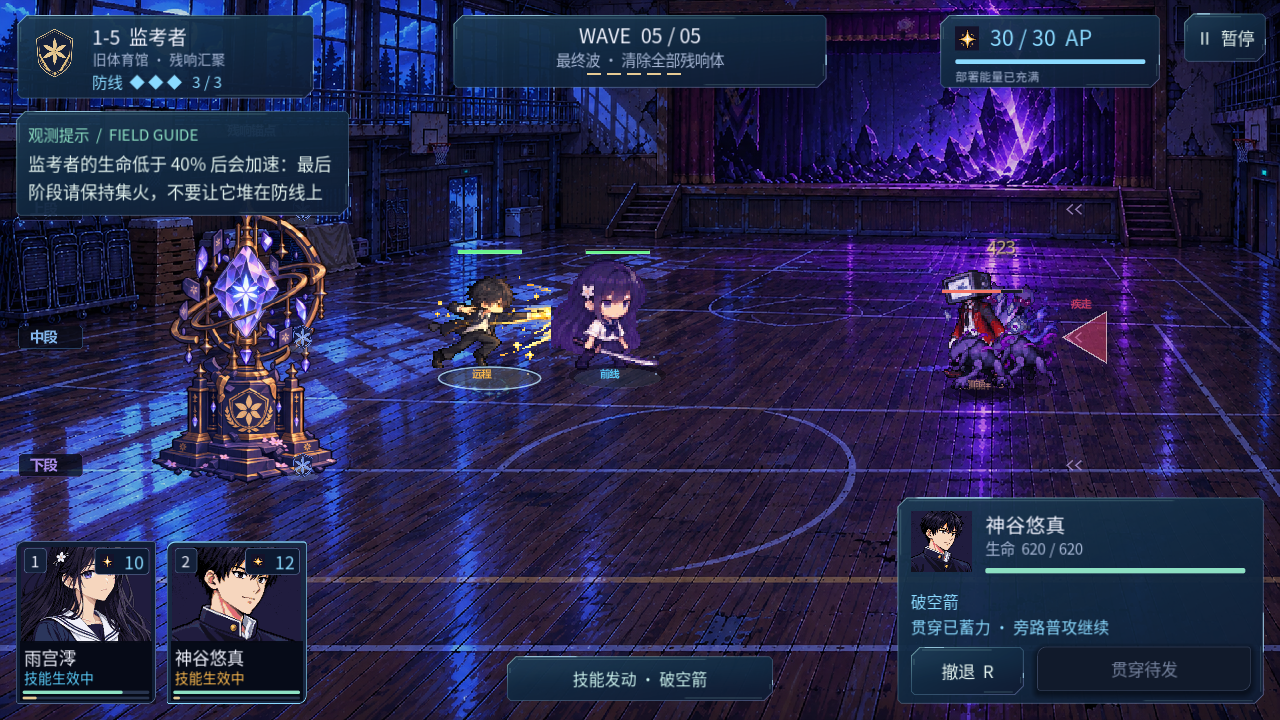 1-5 监考者
旧体育馆 · 残响汇聚
防线 3 / 3
WAVE 05 / 05
最终波 · 清除全部残响体
30 / 30 AP
部署能量已充满
暂停
观测提示 / FIELD GUIDE
监考者的生命低于 40% 后会加速：最后
阶段请保持集火，不要让它堆在防线上
423
疾走
中段
远程
前线
下段
神谷悠真
生命 620 / 620
破空箭
贯穿已蓄力 · 旁路普攻继续
撤退 R
贯穿待发
1
10
雨宫澪
技能生效中
2
12
神谷悠真
技能生效中
技能发动 · 破空箭